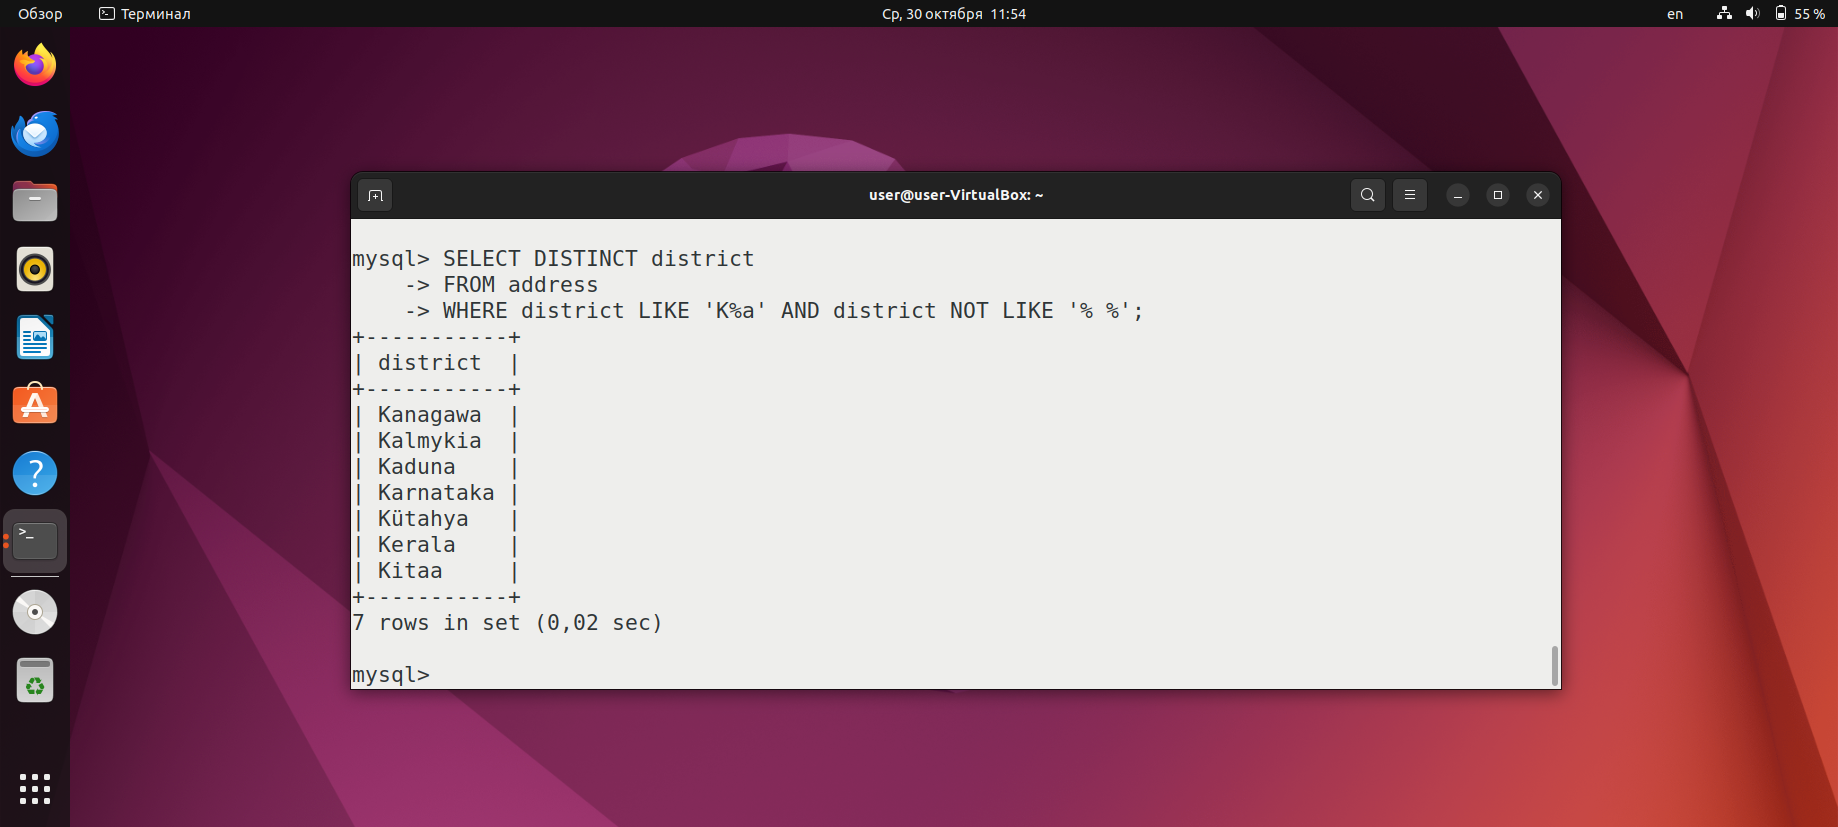 Обзор Терминал Ср, 30 октября 11:54 en 55 %
user@user-VirtualBox: ~
mysql> SELECT DISTINCT district
    -> FROM address
    -> WHERE district LIKE 'K%a' AND district NOT LIKE '% %';
+-----------+
| district  |
+-----------+
| Kanagawa  |
| Kalmykia  |
| Kaduna    |
| Karnataka |
| Kütahya   |
| Kerala    |
| Kitaa     |
+-----------+
7 rows in set (0,02 sec)
mysql>